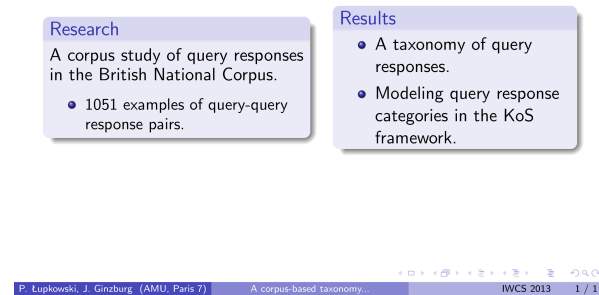 Research
A corpus study of query responses
in the British National Corpus.
1051 examples of query-query
response pairs.
Results
A taxonomy of query
responses.
Modeling query response
categories in the KoS
framework.
P. Łupkowski, J. Ginzburg (AMU, Paris 7)
A corpus-based taxonomy...
IWCS 2013
1 / 1